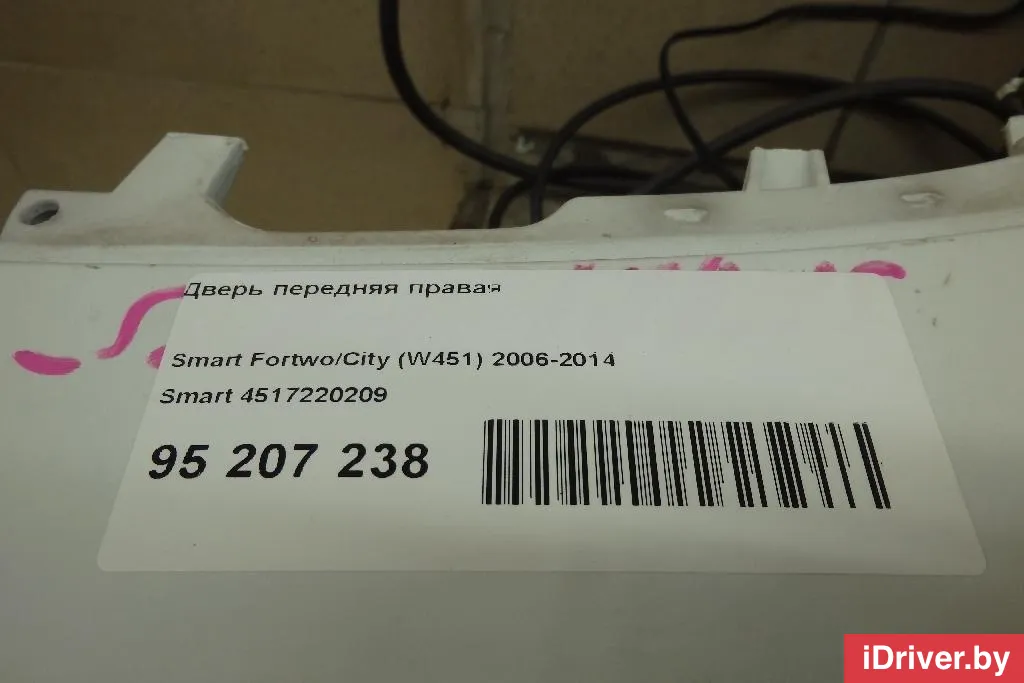 Дверь передняя правая
Smart Fortwo/City (W451) 2006-2014
Smart 4517220209
95 207 238
iDriver.by